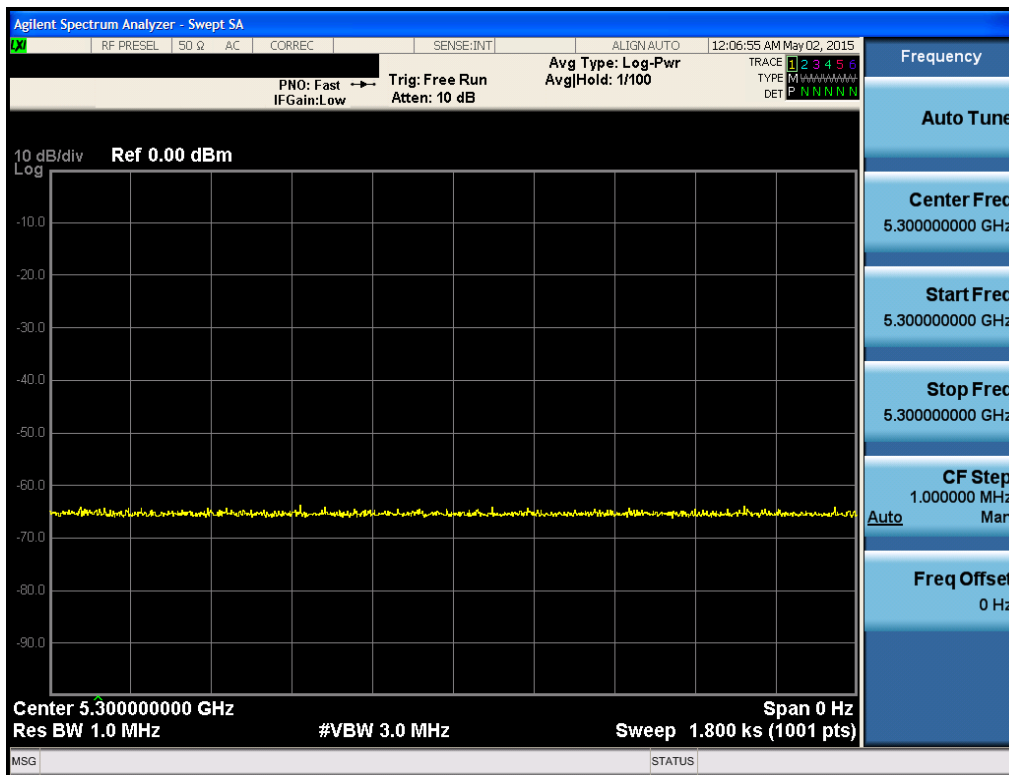 Agilent Spectrum Analyzer - Swept SA
LXI RF PRESEL 50 Ω AC CORREC SENSE:INT ALIGN AUTO 12:06:55 AM May 02, 2015
Frequency
Avg Type: Log-Pwr
TRACE 1 2 3 4 5 6
PNO: Fast
Trig: Free Run
Avg|Hold: 1/100
TYPE M
IFGain:Low
Atten: 10 dB
DET P N N N N N
Auto Tune
10 dB/div Ref 0.00 dBm
Log
Center Freq
5.300000000 GHz
-10.0
-20.0
Start Freq
5.300000000 GHz
-30.0
-40.0
Stop Freq
5.300000000 GHz
-50.0
-60.0
CF Step
1.000000 MHz
Auto Man
-70.0
-80.0
Freq Offset
0 Hz
-90.0
Center 5.300000000 GHz Span 0 Hz
Res BW 1.0 MHz #VBW 3.0 MHz Sweep 1.800 ks (1001 pts)
MSG STATUS